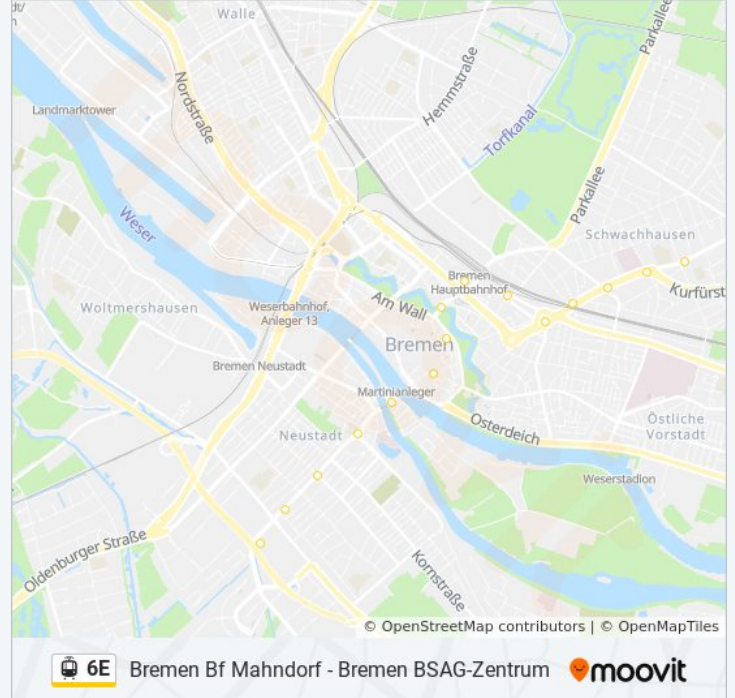 Walle
dt/
n
Parkallee
Hemmstraße
Nordstraße
Landmarktower
Torfkanal
Parkallee
Weser
Schwachhausen
Bremen
Hauptbahnhof
Kurfürst
Woltmershausen
Weserbahnhof,
Anleger 13
Am Wall
Bremen
Bremen Neustadt
Martinianleger
Neustadt
Osterdeich
Östliche
Vorstadt
Weserstadion
Oldenburger Straße
Kornstraße
© OpenStreetMap contributors | © OpenMapTiles
6E Bremen Bf Mahndorf - Bremen BSAG-Zentrum moovit